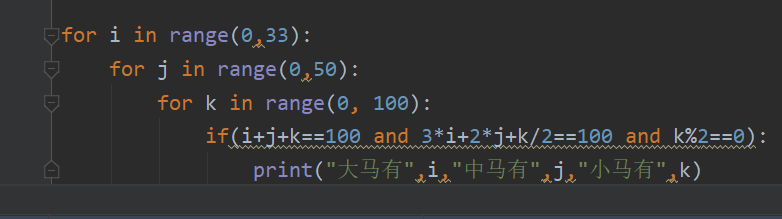 for i in range(0,33):
for j in range(0,50):
for k in range(0, 100):
if(i+j+k==100 and 3*i+2*j+k/2==100 and k%2==0):
print("大马有",i,"中马有",j,"小马有",k)